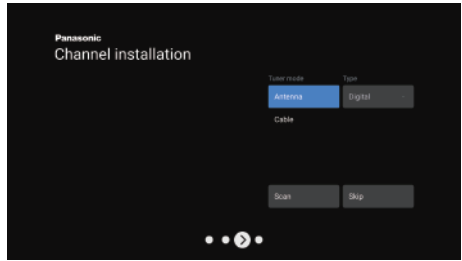 Panasonic
Channel installation
Tuner mode Type
Antenna Digital
Cable
Scan Skip